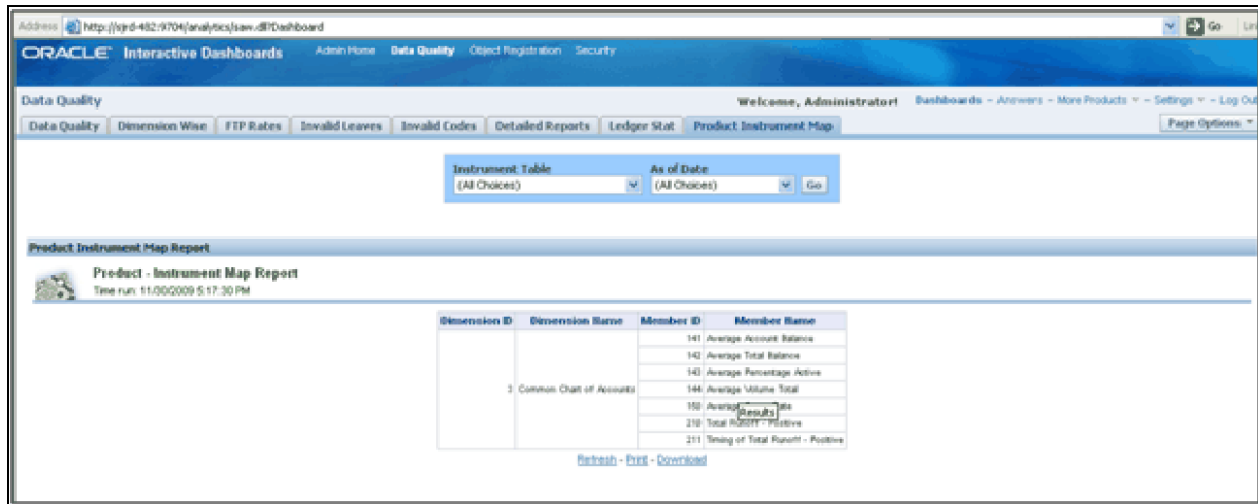 Address http://sjrd-482:9704/analytics/saw.dll?Dashboard Go
ORACLE Interactive Dashboards Admin Home Data Quality Object Registration Security
Data Quality Welcome, Administrator! Dashboards - Answers - More Products - Settings - Log Out
Data Quality Dimension Wise FTP Rates Invalid Leaves Invalid Codes Detailed Reports Ledger Stat Product Instrument Map Page Options
Instrument Table As of Date
(All Choices) (All Choices) Go
Product Instrument Map Report
Product - Instrument Map Report
Time run: 5:17:30 PM
Dimension ID Dimension Name Member ID Member Name
141 Average Account Balance
142 Average Total Balance
143 Average Percentage Active
3 Common Chart of Accounts 144 Average Volume Total
Results
210 Total Runoff - Positive
211 Timing of Total Runoff - Positive
Refresh - Print - Download